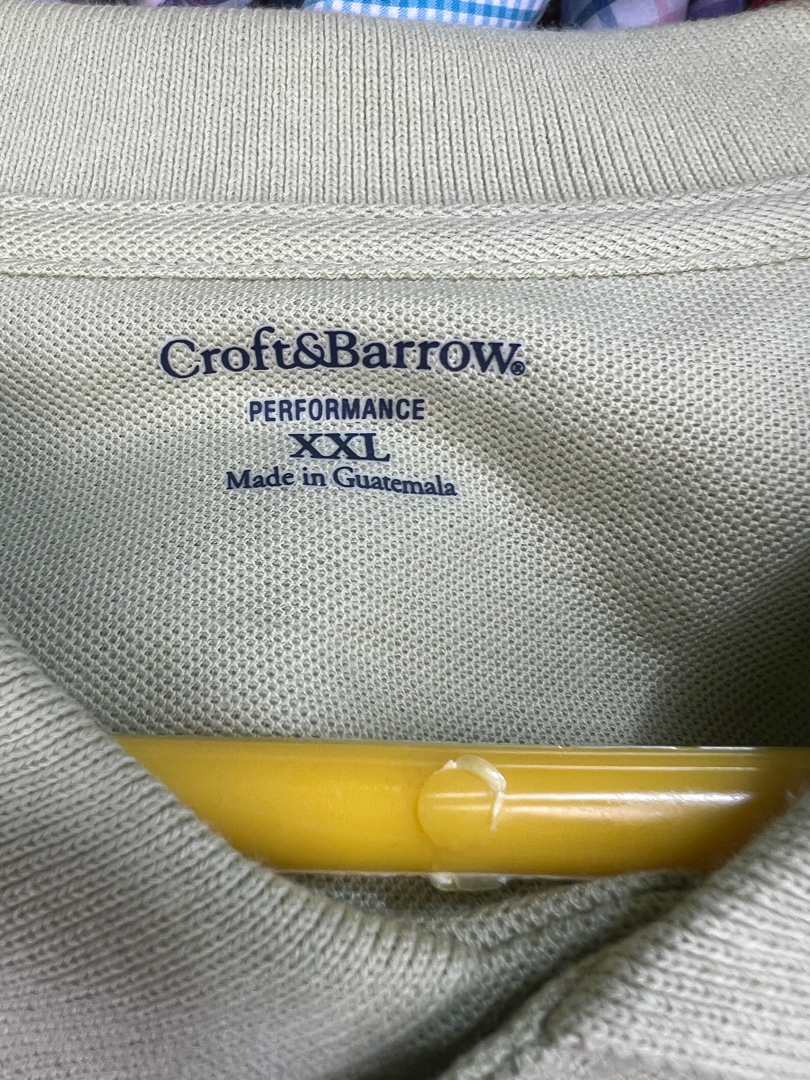 Croft&Barrow®
PERFORMANCE
XXL
Made in Guatemala